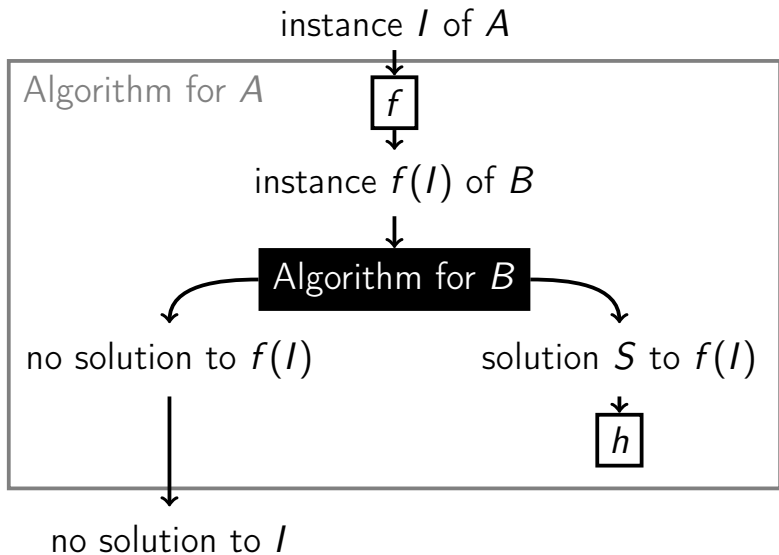 instance I of A
Algorithm for A
f
instance f(I) of B
Algorithm for B
no solution to f(I)
solution S to f(I)
h
no solution to I